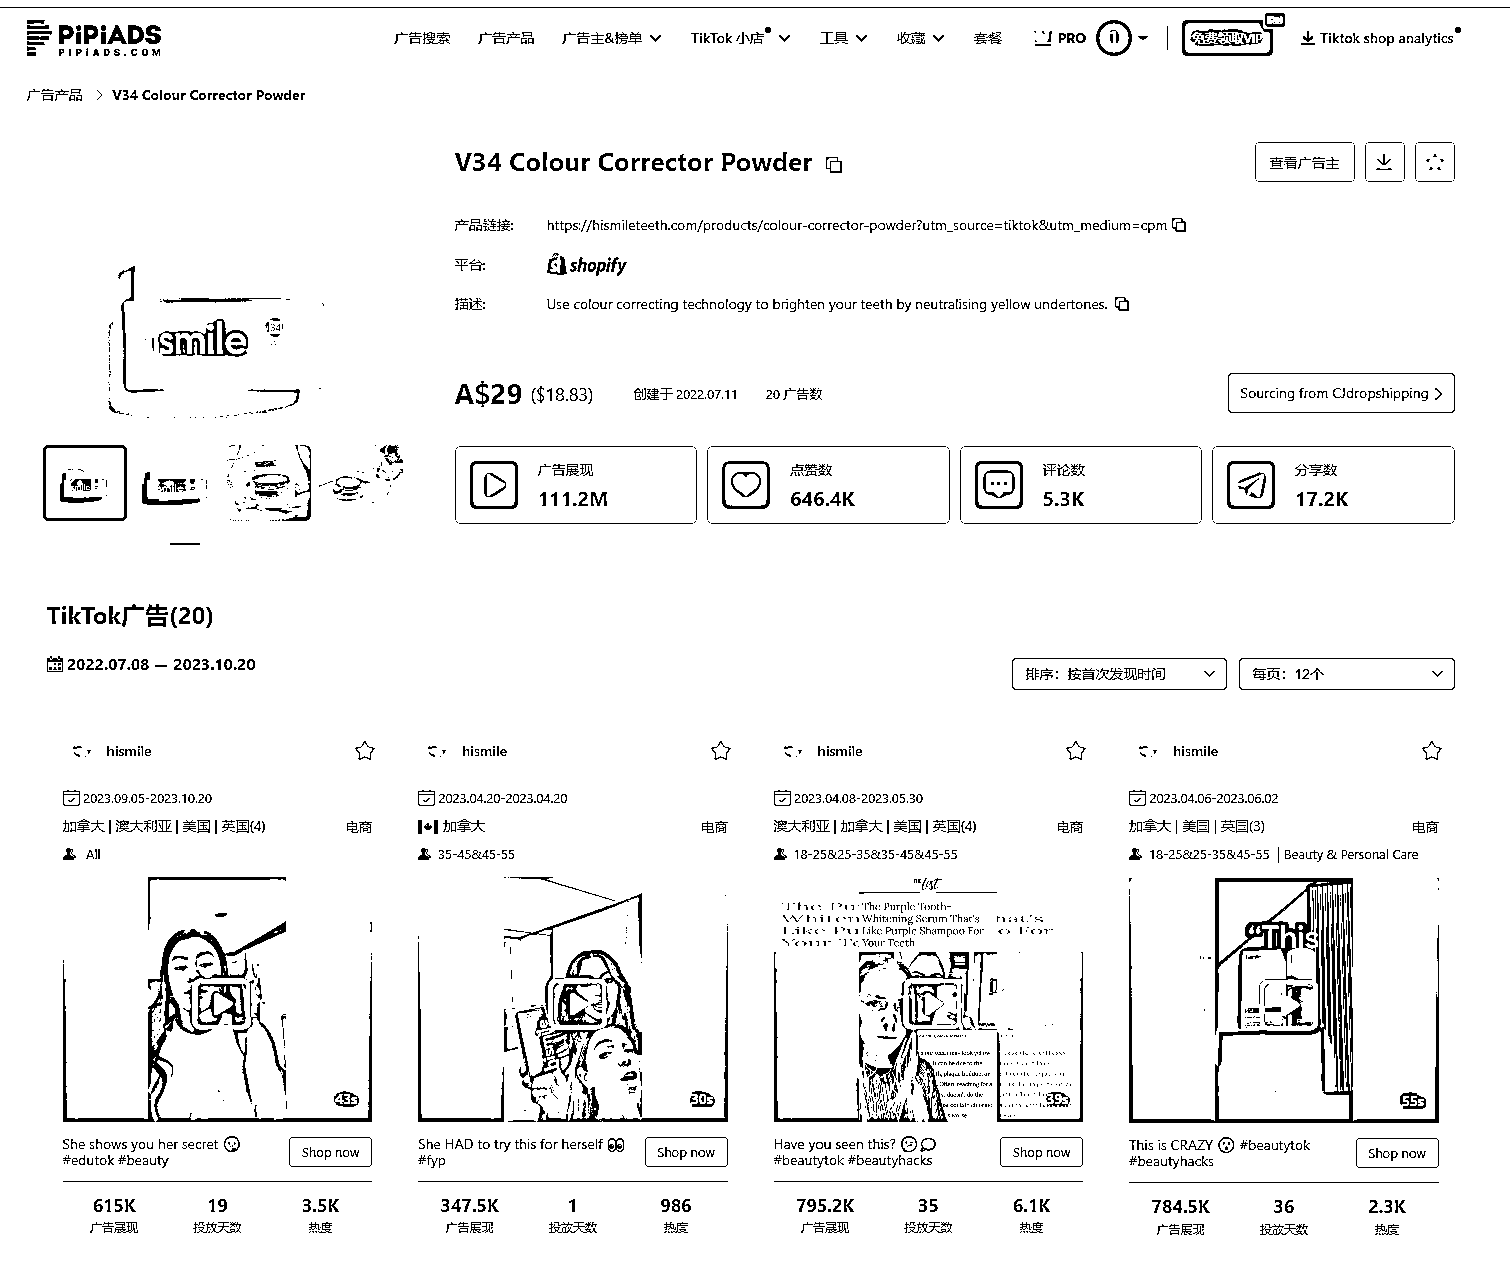 PiPiADS
PIPIADS.COM
广告搜索 广告产品 广告主&榜单 TikTok 小店 工具 收藏 套餐 PRO 免费领取VIP Tiktok shop analytics
广告产品 > V34 Colour Corrector Powder
V34 Colour Corrector Powder
查看广告主
产品链接: https://hismileteeth.com/products/colour-corrector-powder?utm_source=tiktok&utm_medium=cpm
平台: shopify
描述: Use colour correcting technology to brighten your teeth by neutralising yellow undertones.
smile
A$29 ($18.83) 创建于 2022.07.11 20 广告数
Sourcing from CJdropshipping >
广告展现 点赞数 评论数 分享数
111.2M 646.4K 5.3K 17.2K
TikTok广告(20)
2022.07.08 — 2023.10.20
排序：按首次发现时间 每页：12个
hismile hismile hismile hismile
2023.09.05-2023.10.20 2023.04.20-2023.04.20 2023.04.08-2023.05.30 2023.04.06-2023.06.02
加拿大 | 澳大利亚 | 美国 | 英国(4) 电商 加拿大 电商 澳大利亚 | 加拿大 | 美国 | 英国(4) 电商 加拿大 | 美国 | 英国(3) 电商
All 35-45&45-55 18-25&25-35&35-45&45-55 18-25&25-35&45-55 | Beauty & Personal Care
The Purple Tooth-
Whitening Serum That's
Like Purple Shampoo For
Your Teeth
"This
43s 30s 39s 55s
She shows you her secret
#edutok #beauty
Shop now
She HAD to try this for herself
#fyp
Shop now
Have you seen this?
#beautytok #beautyhacks
Shop now
This is CRAZY #beautytok
#beautyhacks
Shop now
615K 19 3.5K 347.5K 1 986 795.2K 35 6.1K 784.5K 36 2.3K
广告展现 投放天数 热度 广告展现 投放天数 热度 广告展现 投放天数 热度 广告展现 投放天数 热度